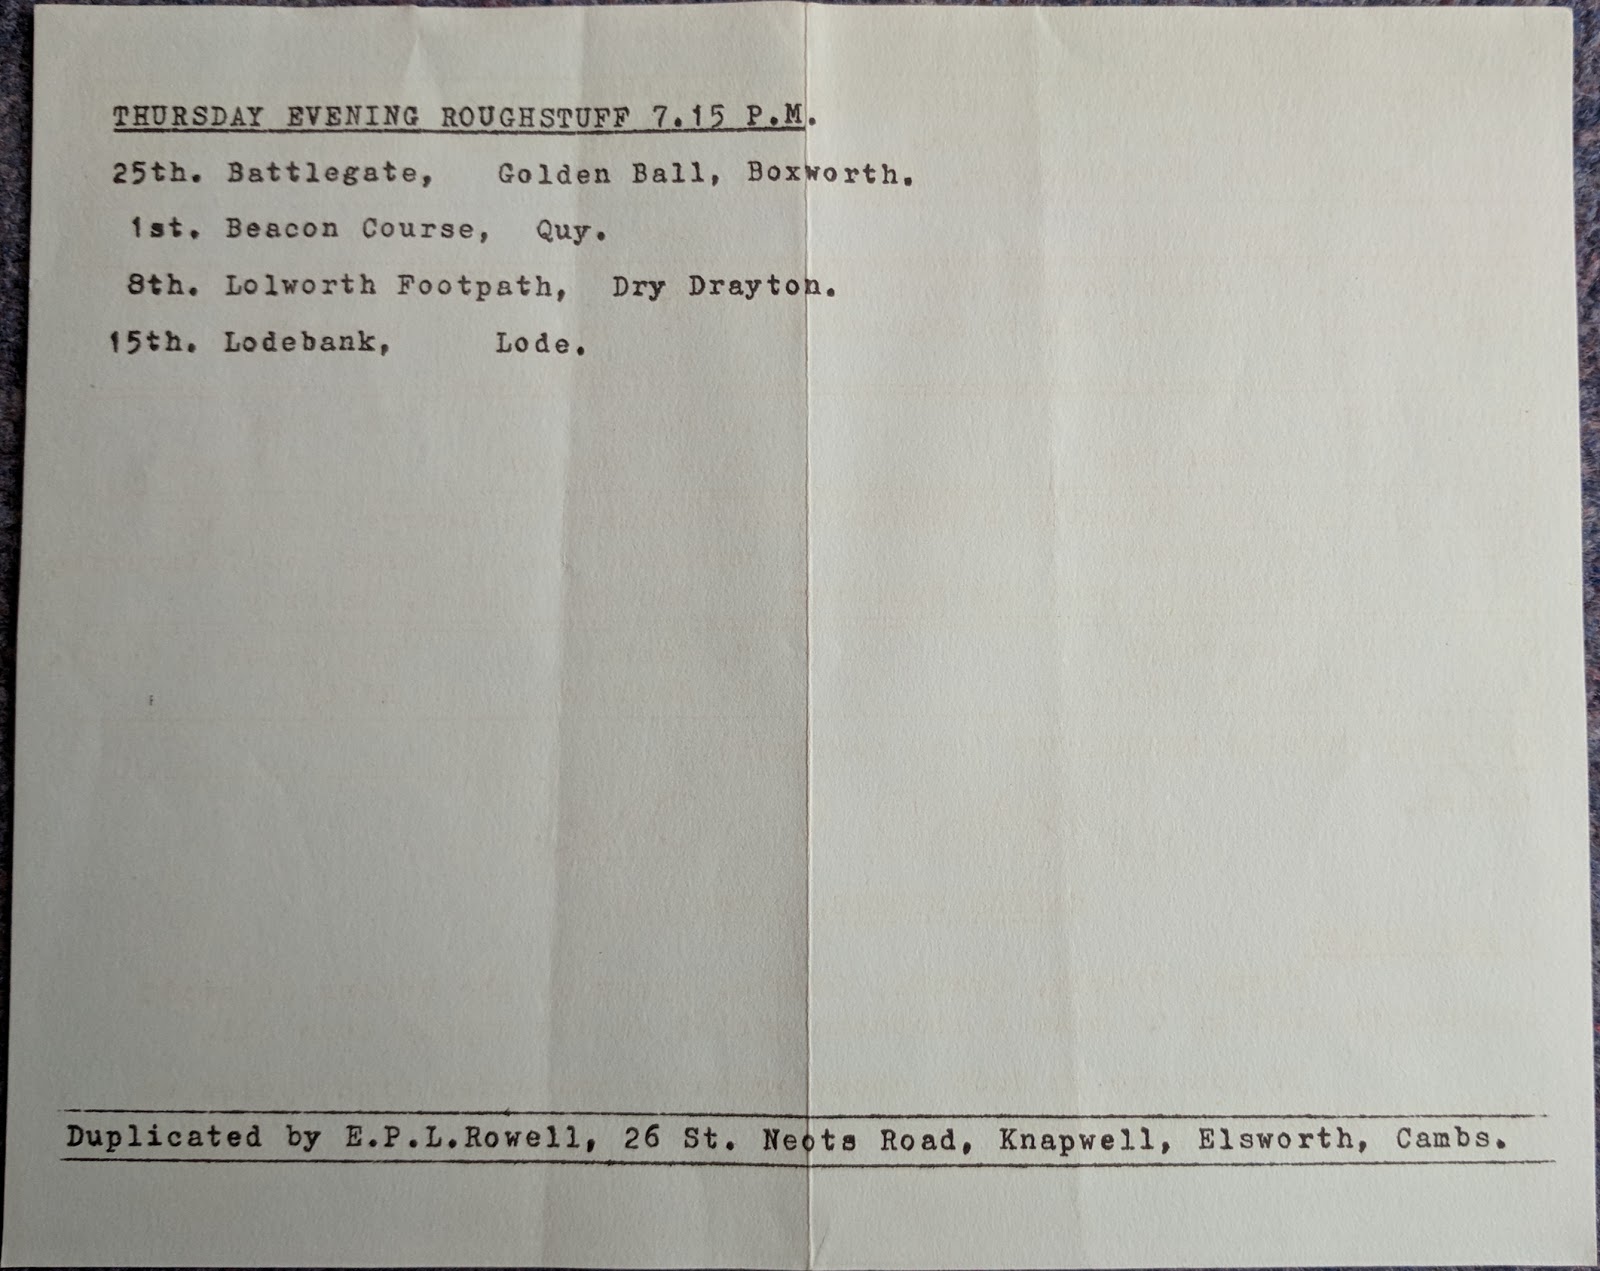 THURSDAY EVENING ROUGHSTUFF 7.15 P.M.
25th. Battlegate, Golden Ball, Boxworth.
1st. Beacon Course, Quy.
8th. Lolworth Footpath, Dry Drayton.
15th. Lodebank, Lode.
Duplicated by E.P.L.Rowell, 26 St. Neots Road, Knapwell, Elsworth, Cambs.